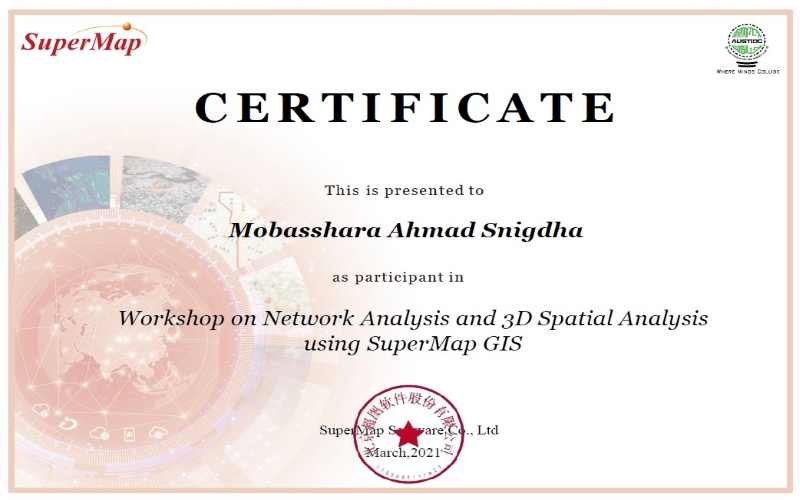 SuperMap
AUSTIDC
WHERE MINDS COLLIDE
CERTIFICATE
This is presented to
Mobasshara Ahmad Snigdha
as participant in
Workshop on Network Analysis and 3D Spatial Analysis
using SuperMap GIS
北京超图软件股份有限公司
SuperMap Software Co., Ltd
March,2021